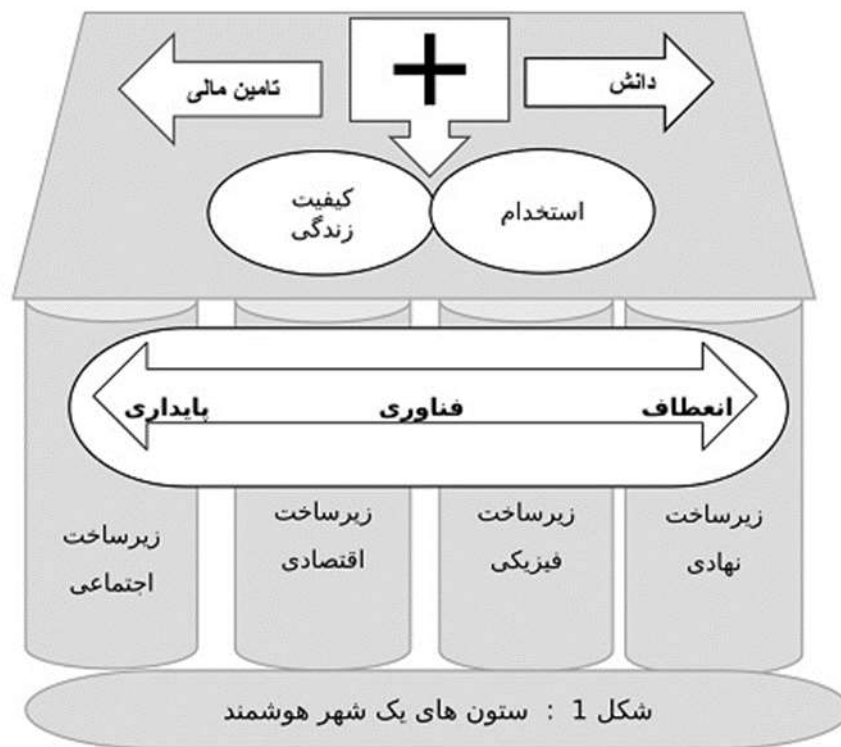 دانش
+
تامین مالی
استخدام
کیفیت
زندگی
انعطاف
فناوری
پایداری
زیرساخت
نهادی
زیرساخت
فیزیکی
زیرساخت
اقتصادی
زیرساخت
اجتماعی
شکل 1 : ستون های یک شهر هوشمند